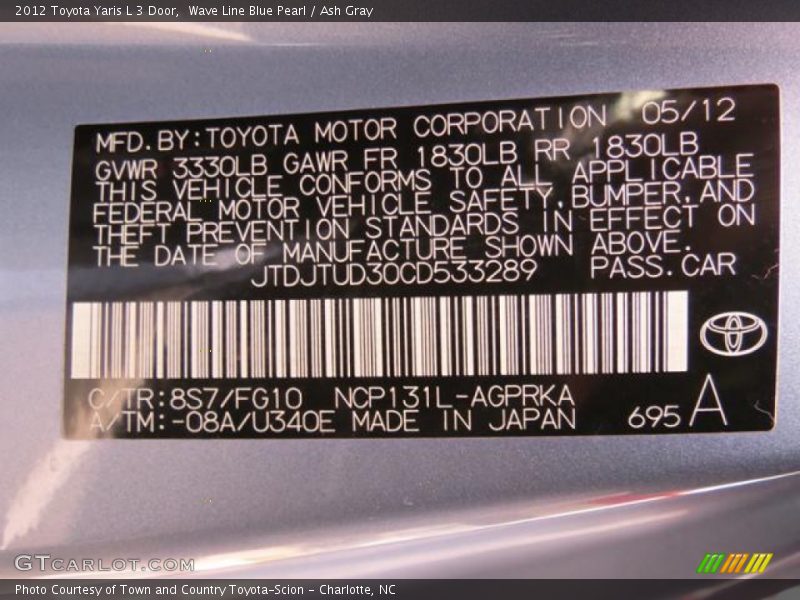 2012 Toyota Yaris L 3 Door,  Wave Line Blue Pearl / Ash Gray
MFD.BY:TOYOTA MOTOR CORPORATION 05/12
GVWR 3330LB GAWR FR 1830LB RR 1830LB
THIS VEHICLE CONFORMS TO ALL APPLICABLE
FEDERAL MOTOR VEHICLE SAFETY,BUMPER,AND
THEFT PREVENTION STANDARDS IN EFFECT ON
THE DATE OF MANUFACTURE SHOWN ABOVE.
JTDJTUD30CD533289 PASS.CAR
C/TR:8S7/FG10 NCP131L-AGPRKA
A/TM:-08A/U340E MADE IN JAPAN 695 A
GTCARLOT.COM
Photo Courtesy of Town and Country Toyota-Scion - Charlotte, NC